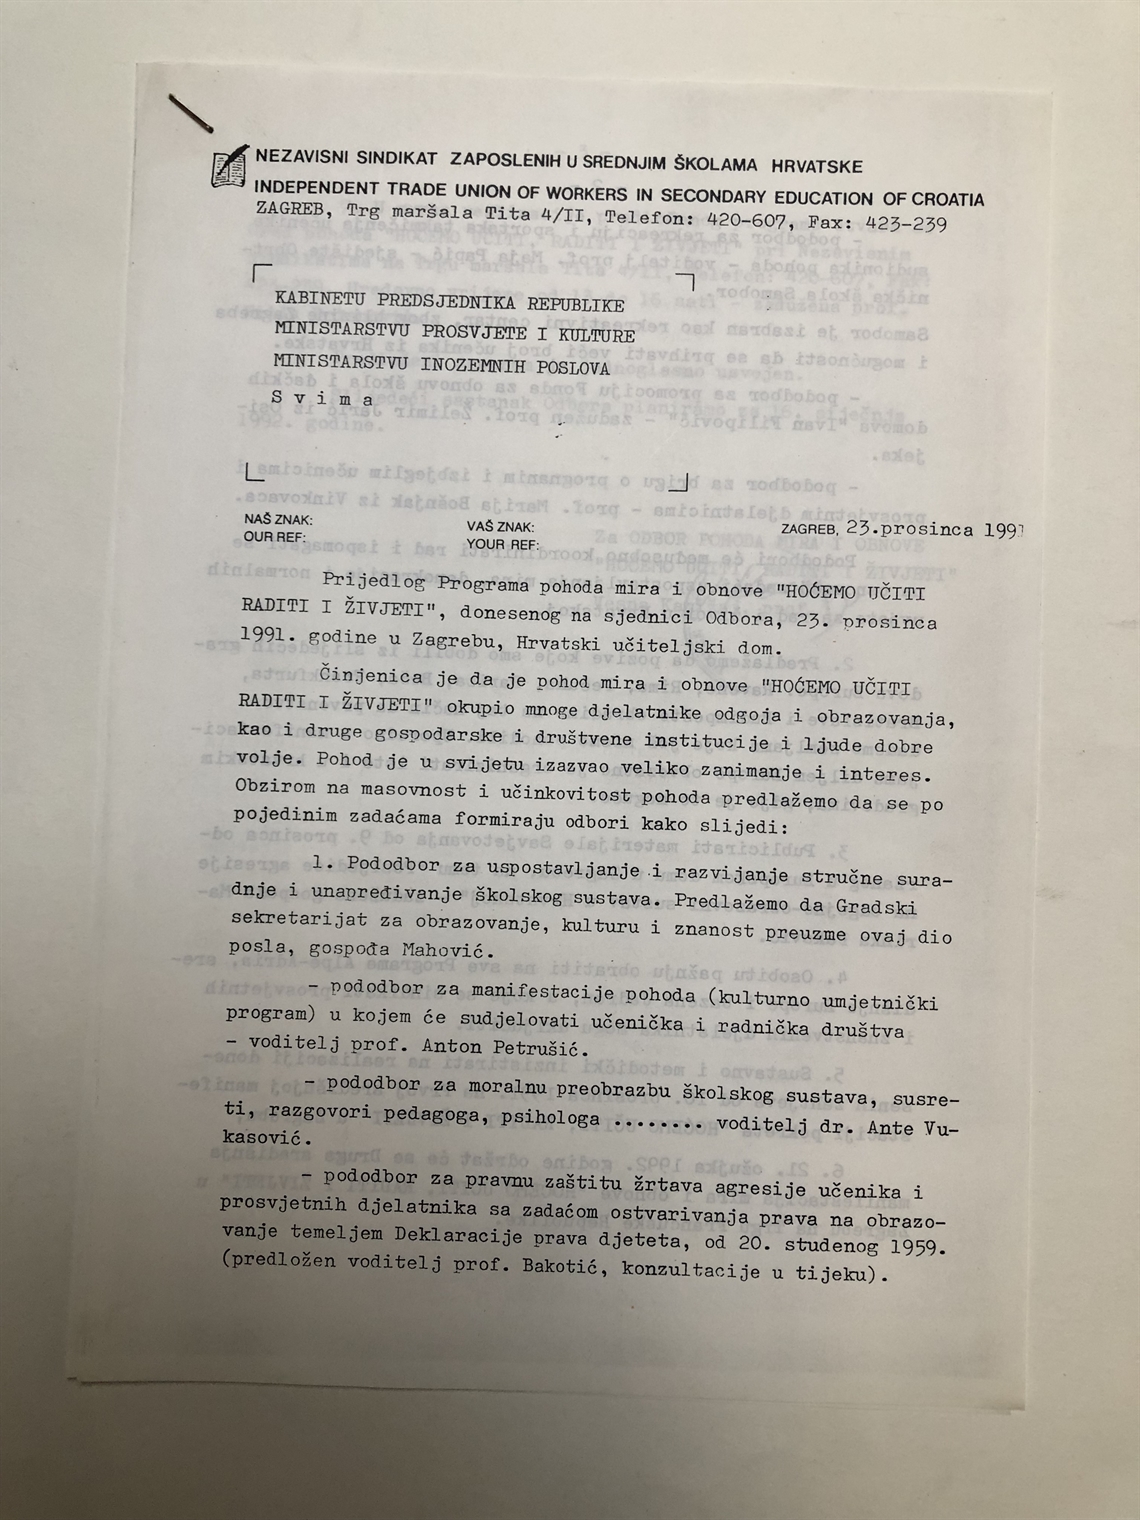 NEZAVISNI SINDIKAT ZAPOSLENIH U SREDNJIM ŠKOLAMA HRVATSKE
INDEPENDENT TRADE UNION OF WORKERS IN SECONDARY EDUCATION OF CROATIA
ZAGREB, Trg maršala Tita 4/II, Telefon: 420-607, Fax: 423-239
KABINETU PREDSJEDNIKA REPUBLIKE
MINISTARSTVU PROSVJETE I KULTURE
MINISTARSTVU INOZEMNIH POSLOVA
S v i m a
NAŠ ZNAK:
OUR REF:
VAŠ ZNAK:
YOUR REF:
ZAGREB, 23.prosinca 1991
Prijedlog Programa pohoda mira i obnove "HOĆEMO UČITI
RADITI I ŽIVJETI", donesenog na sjednici Odbora, 23. prosinca
1991. godine u Zagrebu, Hrvatski učiteljski dom.
Činjenica je da je pohod mira i obnove "HOĆEMO UČITI
RADITI I ŽIVJETI" okupio mnoge djelatnike odgoja i obrazovanja,
kao i druge gospodarske i društvene institucije i ljude dobre
volje. Pohod je u svijetu izazvao veliko zanimanje i interes.
Obzirom na masovnost i učinkovitost pohoda predlažemo da se po
pojedinim zadaćama formiraju odbori kako slijedi:
1. Pododbor za uspostavljanje i razvijanje stručne sura-
dnje i unapređivanje školskog sustava. Predlažemo da Gradski
sekretarijat za obrazovanje, kulturu i znanost preuzme ovaj dio
posla, gospođa Mahović.
- pododbor za manifestacije pohoda (kulturno umjetnički
program) u kojem će sudjelovati učenička i radnička društva
- voditelj prof. Anton Petrušić.
- pododbor za moralnu preobrazbu školskog sustava, susre-
ti, razgovori pedagoga, psihologa ........ voditelj dr. Ante Vu-
kasović.
- pododbor za pravnu zaštitu žrtava agresije učenika i
prosvjetnih djelatnika sa zadaćom ostvarivanja prava na obrazo-
vanje temeljem Deklaracije prava djeteta, od 20. studenog 1959.
(predložen voditelj prof. Bakotić, konzultacije u tijeku).